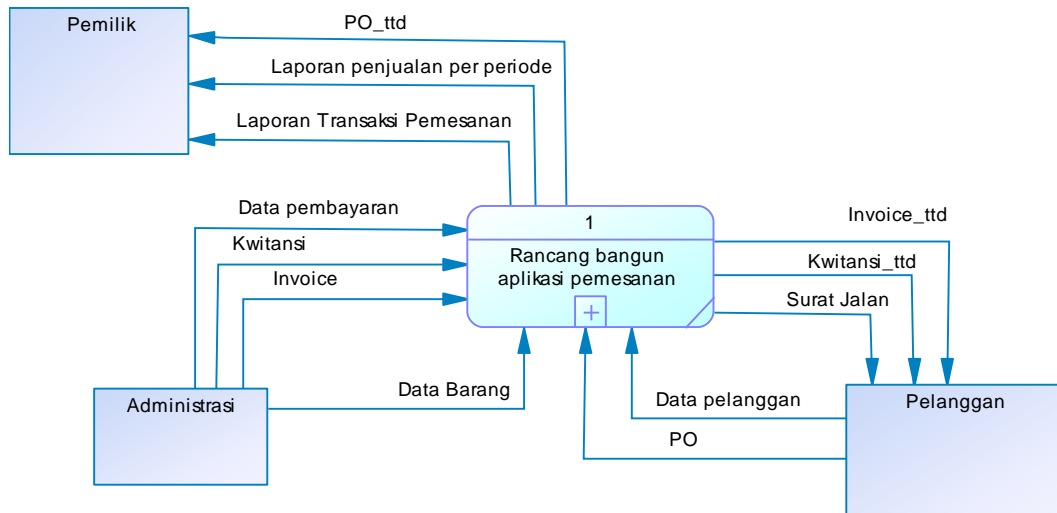 Pemilik
PO_ttd
Laporan penjualan per periode
Laporan Transaksi Pemesanan
Data pembayaran
Kwitansi
Invoice
1
Rancang bangun
aplikasi pemesanan
Invoice_ttd
Kwitansi_ttd
Surat Jalan
Data Barang
Administrasi
Data pelanggan
PO
Pelanggan